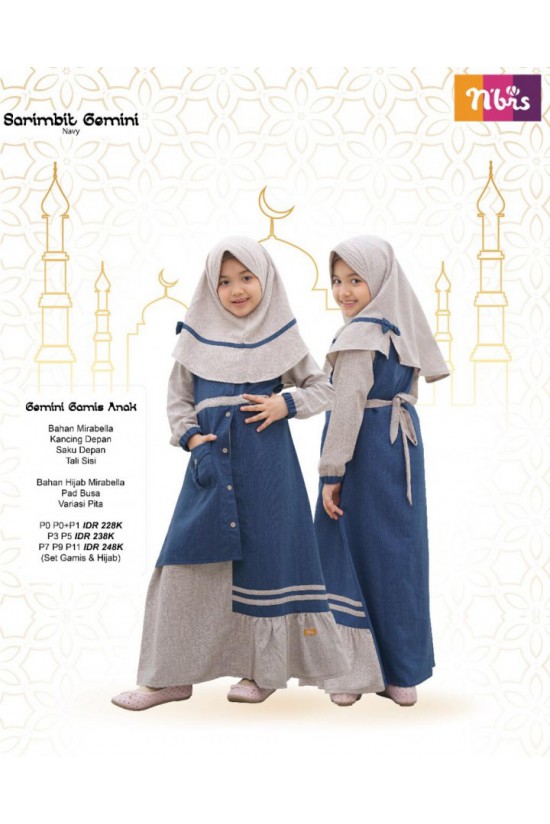 Sarimbit Gemini
Navy
N'brs
Gemini Gamis Anak
Bahan Mirabella
Kancing Depan
Saku Depan
Tali Sisi
Bahan Hijab Mirabella
Pad Busa
Variasi Pita
P0 P0+P1 IDR 228K
P3 P5 IDR 238K
P7 P9 P11 IDR 248K
(Set Gamis & Hijab)